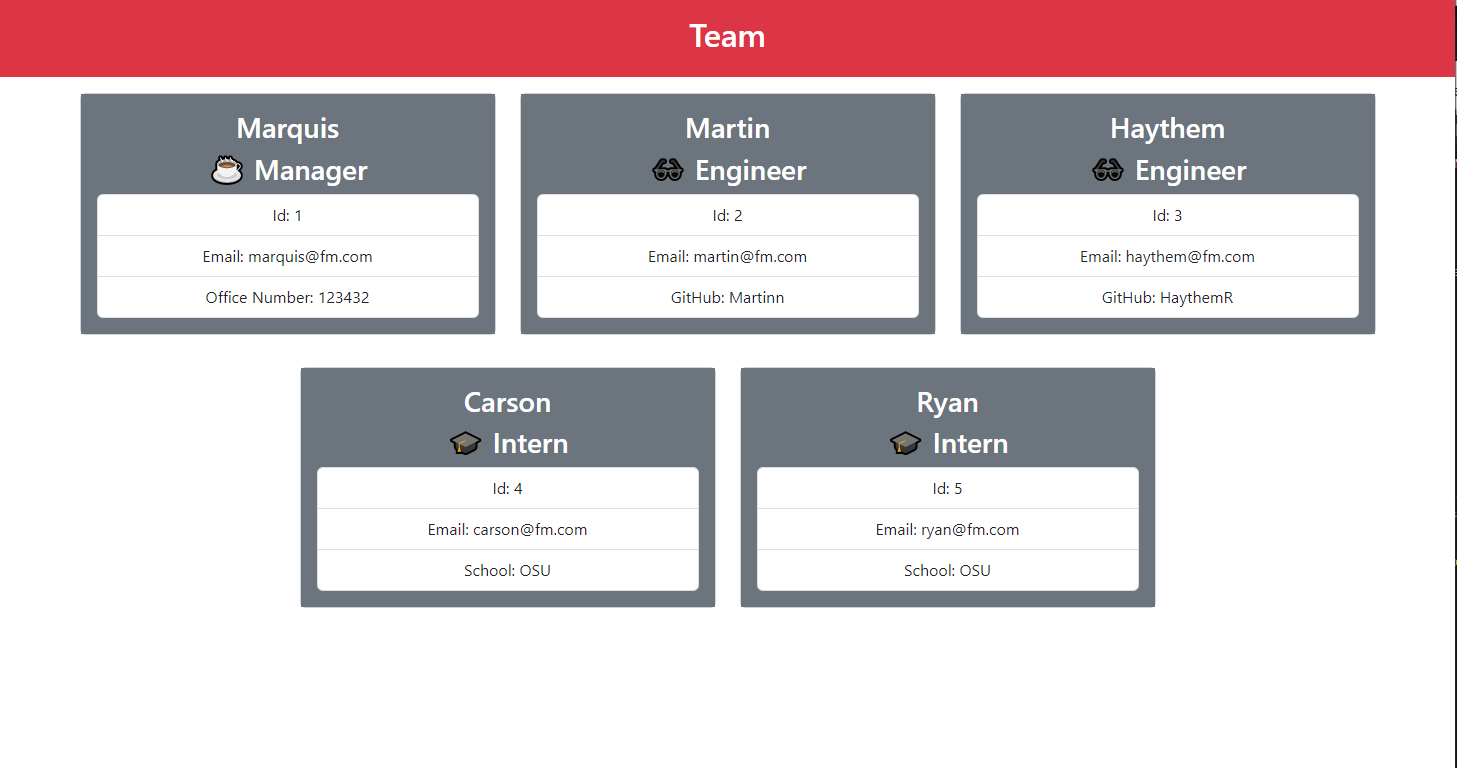 Team
Marquis
Manager
Id: 1
Email: marquis@fm.com
Office Number: 123432
Martin
Engineer
Id: 2
Email: martin@fm.com
GitHub: Martinn
Haythem
Engineer
Id: 3
Email: haythem@fm.com
GitHub: HaythemR
Carson
Intern
Id: 4
Email: carson@fm.com
School: OSU
Ryan
Intern
Id: 5
Email: ryan@fm.com
School: OSU